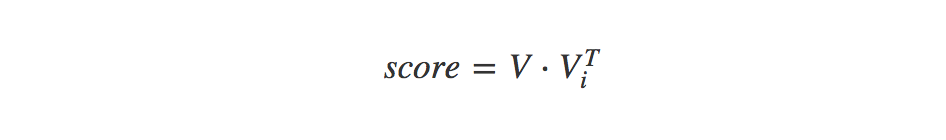 score = V · V_i^T